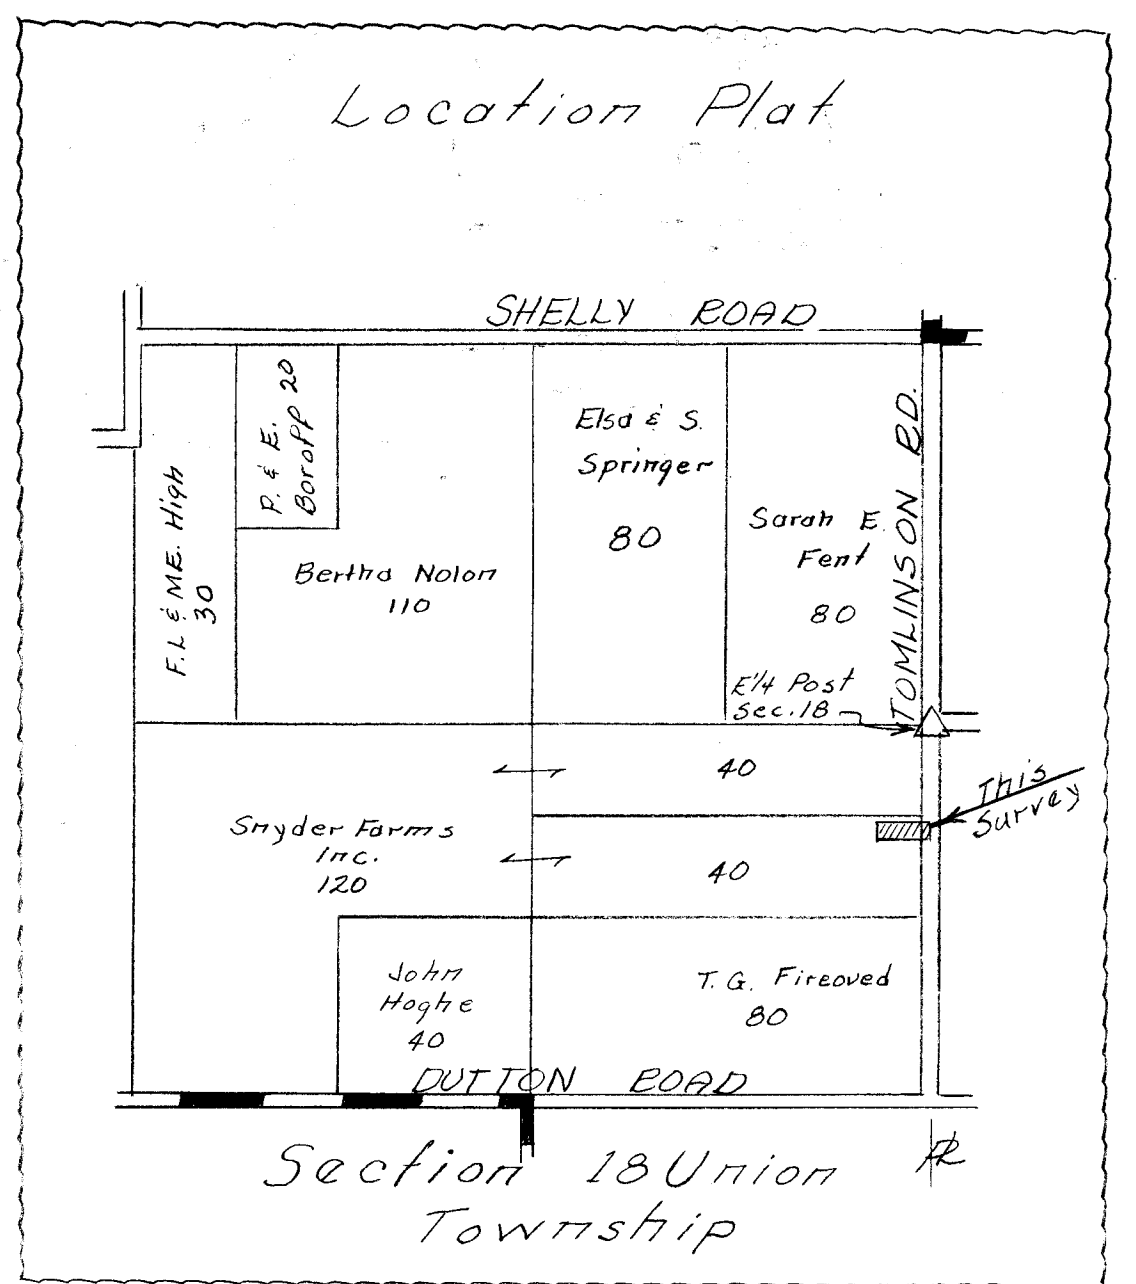 Location Plat
SHELLY ROAD
P. & E.
Boroff 20
Elsa & S.
Springer
80
Sarah E.
Fent
80
TOMLINSON RD.
F.L & M.E. High
30
Bertha Nolon
110
E 1/4 Post
Sec. 18
40
This
Survey
Snyder Farms
Inc.
120
40
John
Hoghe
40
T. G. Fireoved
80
DUTTON ROAD
Section 18 Union
Township